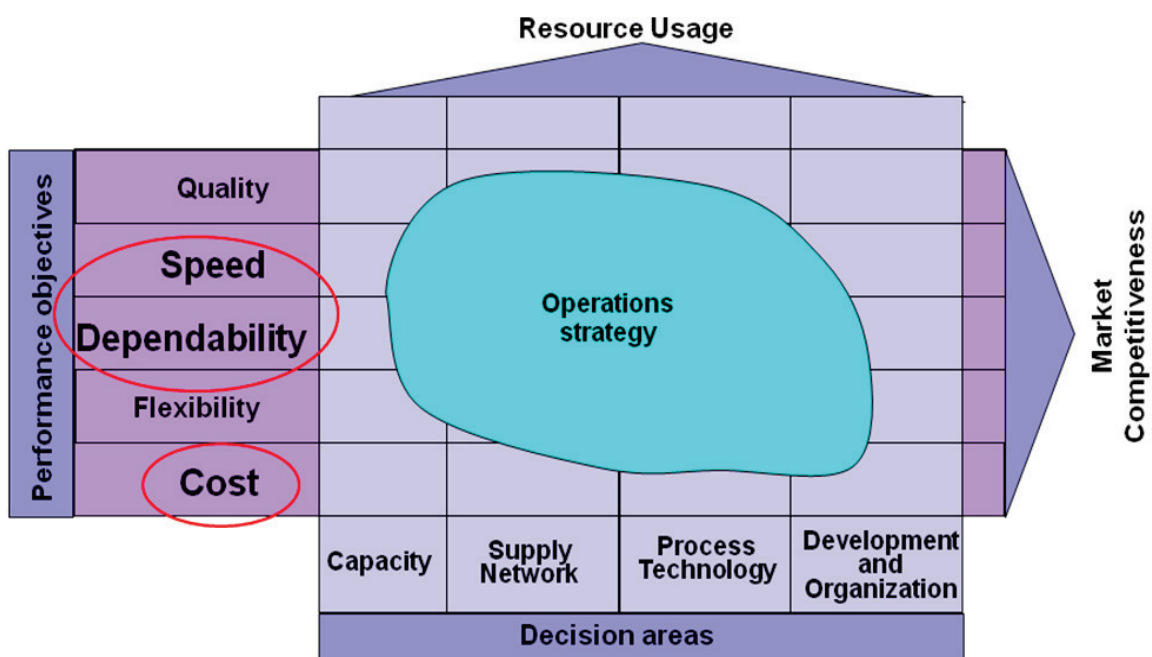 Resource Usage
Performance objectives
Quality
Speed
Dependability
Flexibility
Cost
Operations
strategy
Market
Competitiveness
Capacity
Supply
Network
Process
Technology
Development
and
Organization
Decision areas